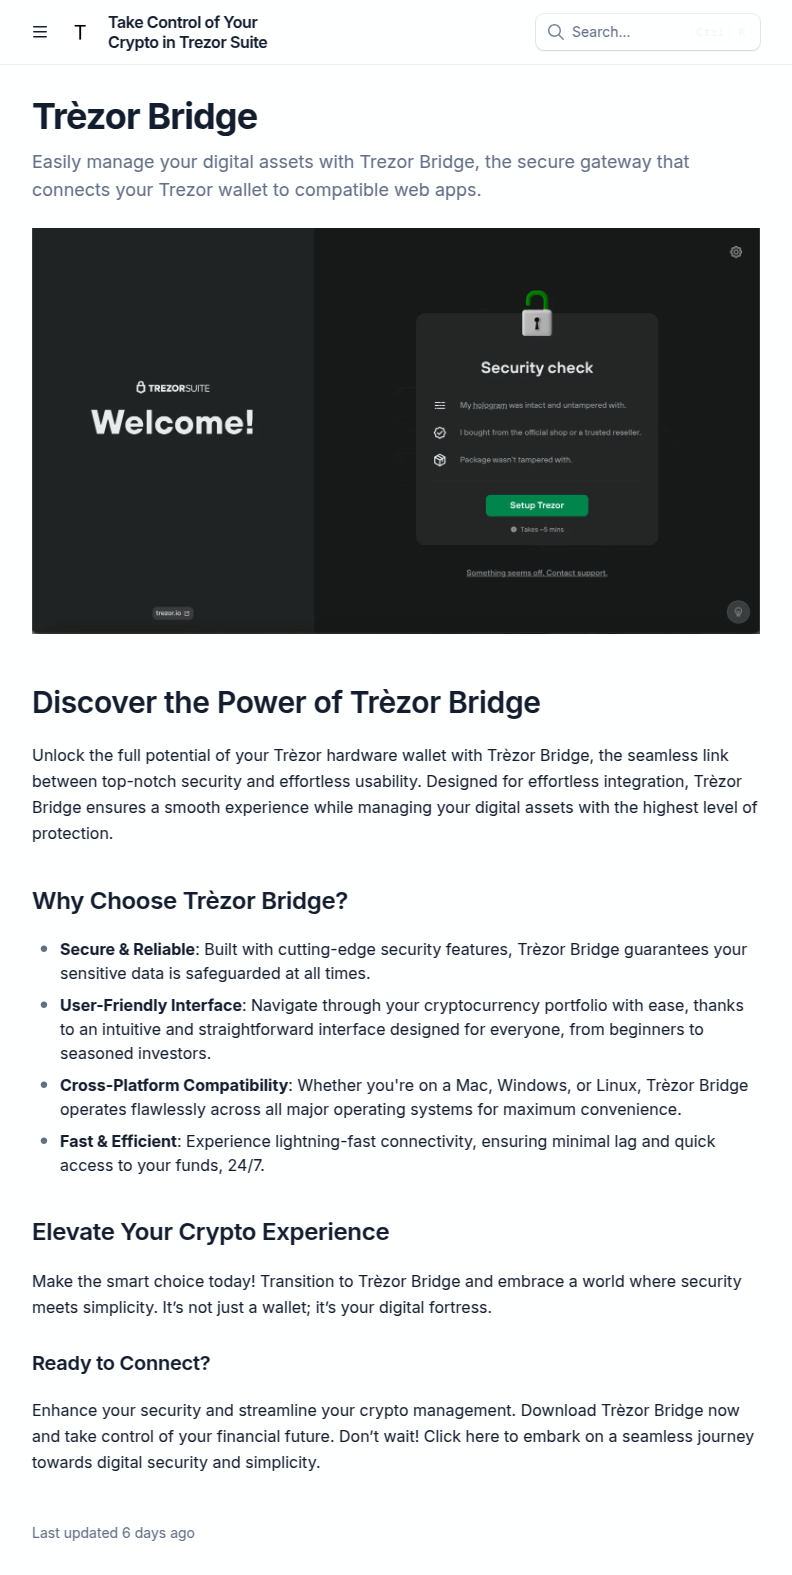 T
Take Control of Your
Crypto in Trezor Suite
Search...
Ctrl K
Trèzor Bridge
Easily manage your digital assets with Trezor Bridge, the secure gateway that
connects your Trezor wallet to compatible web apps.
TREZORSUITE
Welcome!
trezor.io
Security check
My hologram was intact and untampered with.
I bought from the official shop or a trusted reseller.
Package wasn't tampered with.
Setup Trezor
Takes ~5 mins
Something seems off. Contact support.
Discover the Power of Trèzor Bridge
Unlock the full potential of your Trèzor hardware wallet with Trèzor Bridge, the seamless link
between top-notch security and effortless usability. Designed for effortless integration, Trèzor
Bridge ensures a smooth experience while managing your digital assets with the highest level of
protection.
Why Choose Trèzor Bridge?
Secure & Reliable: Built with cutting-edge security features, Trèzor Bridge guarantees your
sensitive data is safeguarded at all times.
User-Friendly Interface: Navigate through your cryptocurrency portfolio with ease, thanks
to an intuitive and straightforward interface designed for everyone, from beginners to
seasoned investors.
Cross-Platform Compatibility: Whether you're on a Mac, Windows, or Linux, Trèzor Bridge
operates flawlessly across all major operating systems for maximum convenience.
Fast & Efficient: Experience lightning-fast connectivity, ensuring minimal lag and quick
access to your funds, 24/7.
Elevate Your Crypto Experience
Make the smart choice today! Transition to Trèzor Bridge and embrace a world where security
meets simplicity. It’s not just a wallet; it’s your digital fortress.
Ready to Connect?
Enhance your security and streamline your crypto management. Download Trèzor Bridge now
and take control of your financial future. Don’t wait! Click here to embark on a seamless journey
towards digital security and simplicity.
Last updated 6 days ago